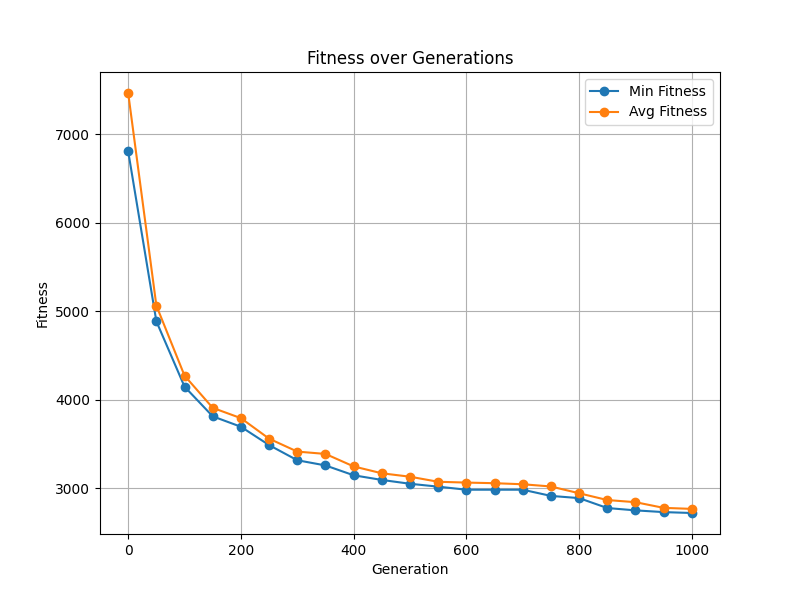 Fitness over Generations
Min Fitness
Avg Fitness
7000
6000
5000
4000
3000
Fitness
0 200 400 600 800 1000
Generation